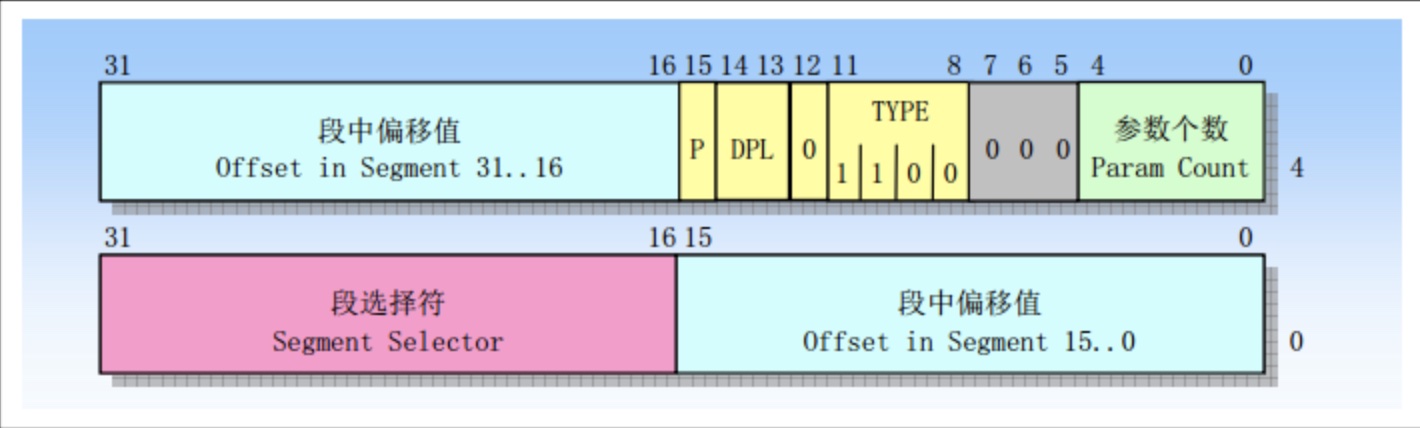 31 16 15 14 13 12 11 8 7 6 5 4 0
段中偏移值
Offset in Segment 31..16
P DPL 0
TYPE
1 1 0 0
0 0 0
参数个数
Param Count
4
31 16 15 0
段选择符
Segment Selector
段中偏移值
Offset in Segment 15..0
0